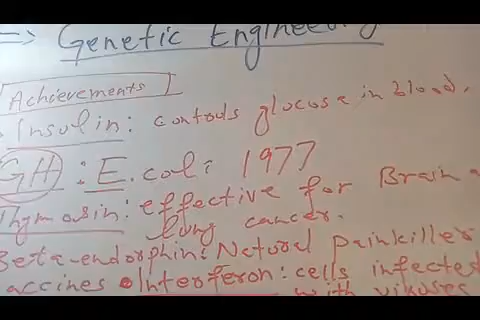 => Genetic Engineering
Achievements
Insulin: controls glucose in blood.
GH : E. coli 1977
Thymosin: effective for Brain &
lung cancer.
Beta-endorphin: Natural painkiller
accines • Interferon: cells infected
with viruses